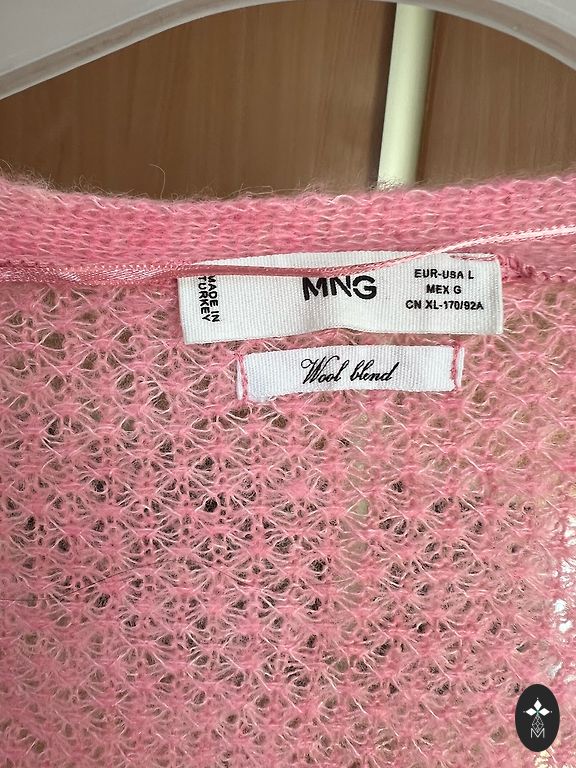 MADE IN
TURKEY
MNG
EUR-USA L
MEX G
CN XL-170/92A
Wool blend